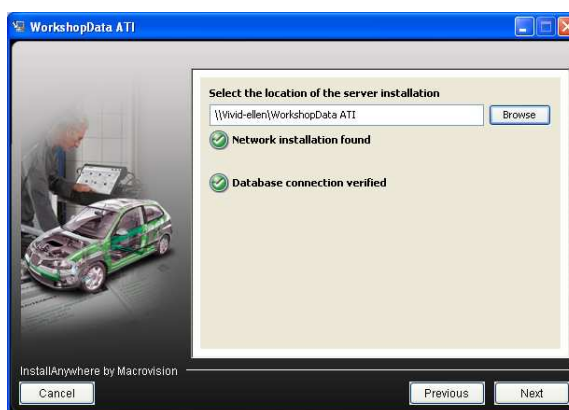 WorkshopData ATI
Select the location of the server installation
\\Vivid-ellen\WorkshopData ATI
Browse
Network installation found
Database connection verified
InstallAnywhere by Macrovision
Cancel
Previous
Next